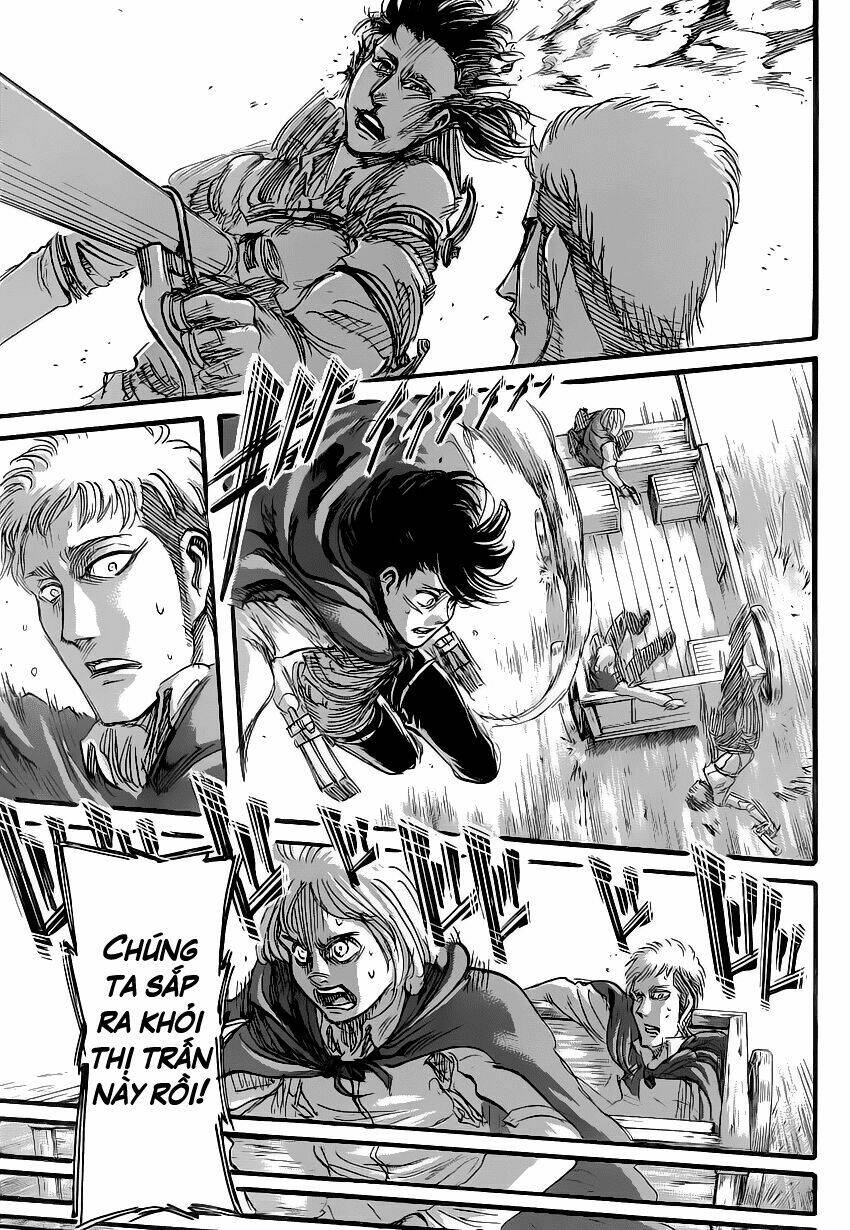 CHÚNG
TA SẮP
RA KHỎI
THỊ TRẤN
NÀY RỒI!